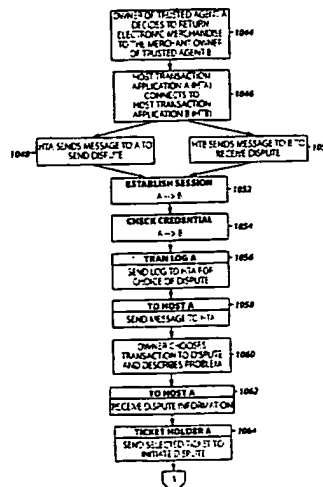 OWNER OF TRUSTED AGENT A
DECIDES TO RETURN
ELECTRONIC MERCHANDISE
TO THE MERCHANT OWNER
OF TRUSTED AGENT B
1044
HOST TRANSACTION
APPLICATION A (HTA)
CONNECTS TO
HOST TRANSACTION
APPLICATION B (HTB)
1046
1048
HTA SENDS MESSAGE TO A TO
SEND DISPUTE
HTB SENDS MESSAGE TO B TO
RECEIVE DISPUTE
ESTABLISH SESSION
A --> B
1052
CHECK CREDENTIAL
A --> B
1054
TRAN LOG A
SEND LOG TO HTA FOR
CHOICE OF DISPUTE
1056
TO HOST A
SEND MESSAGE TO HTA
1058
OWNER CHOOSES
TRANSACTION TO DISPUTE
AND DESCRIBES PROBLEM
1060
TO HOST A
RECEIVE DISPUTE INFORMATION
1062
TICKET HOLDER A
SEND SELECTED TICKET TO
INITIATE DISPUTE
1064
1